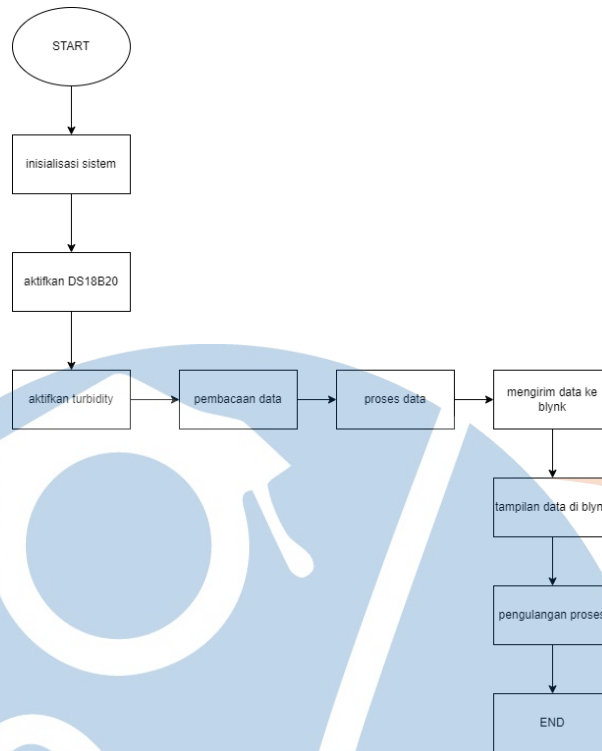 START
inisialisasi sistem
aktifkan DS18B20
aktifkan turbidity
pembacaan data
proses data
mengirim data ke
blynk
tampilan data di blyn
pengulangan proses
END